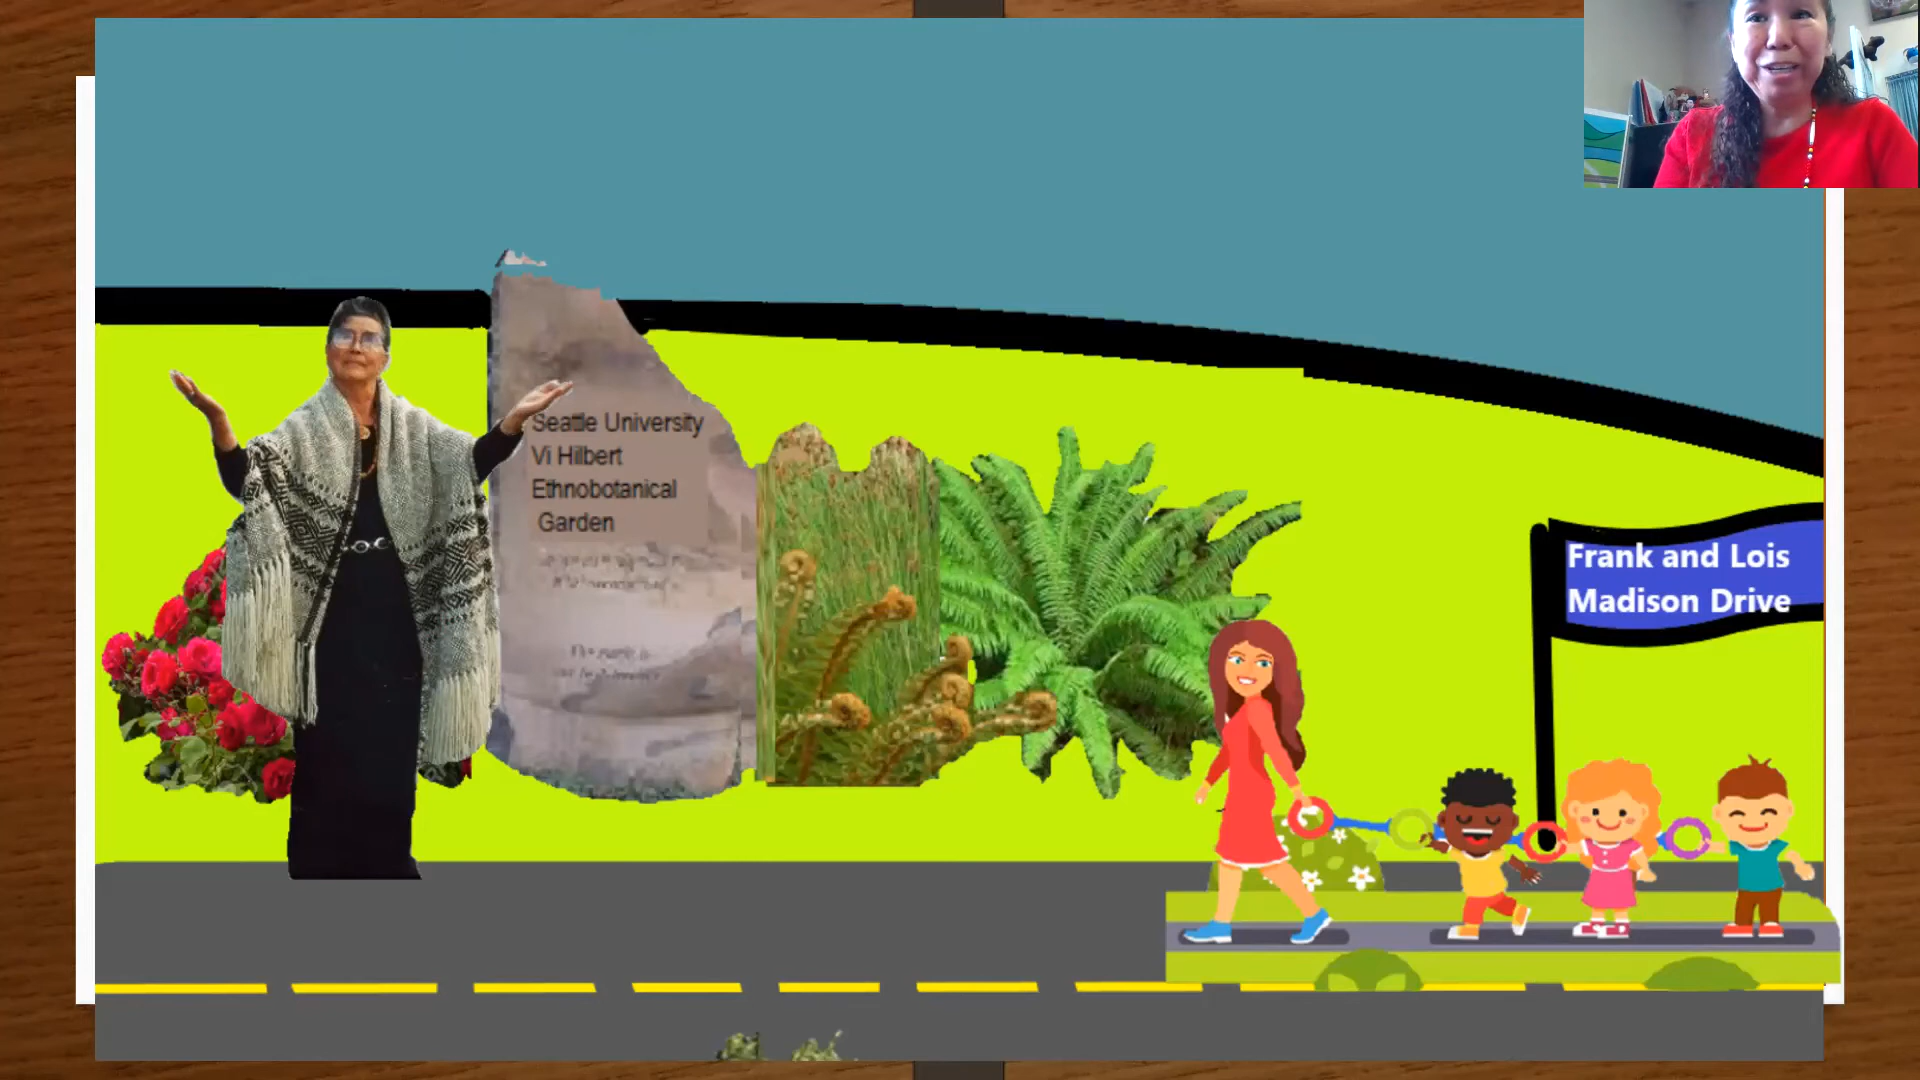 Seattle University
Vi Hilbert
Ethnobotanical
Garden
Frank and Lois
Madison Drive